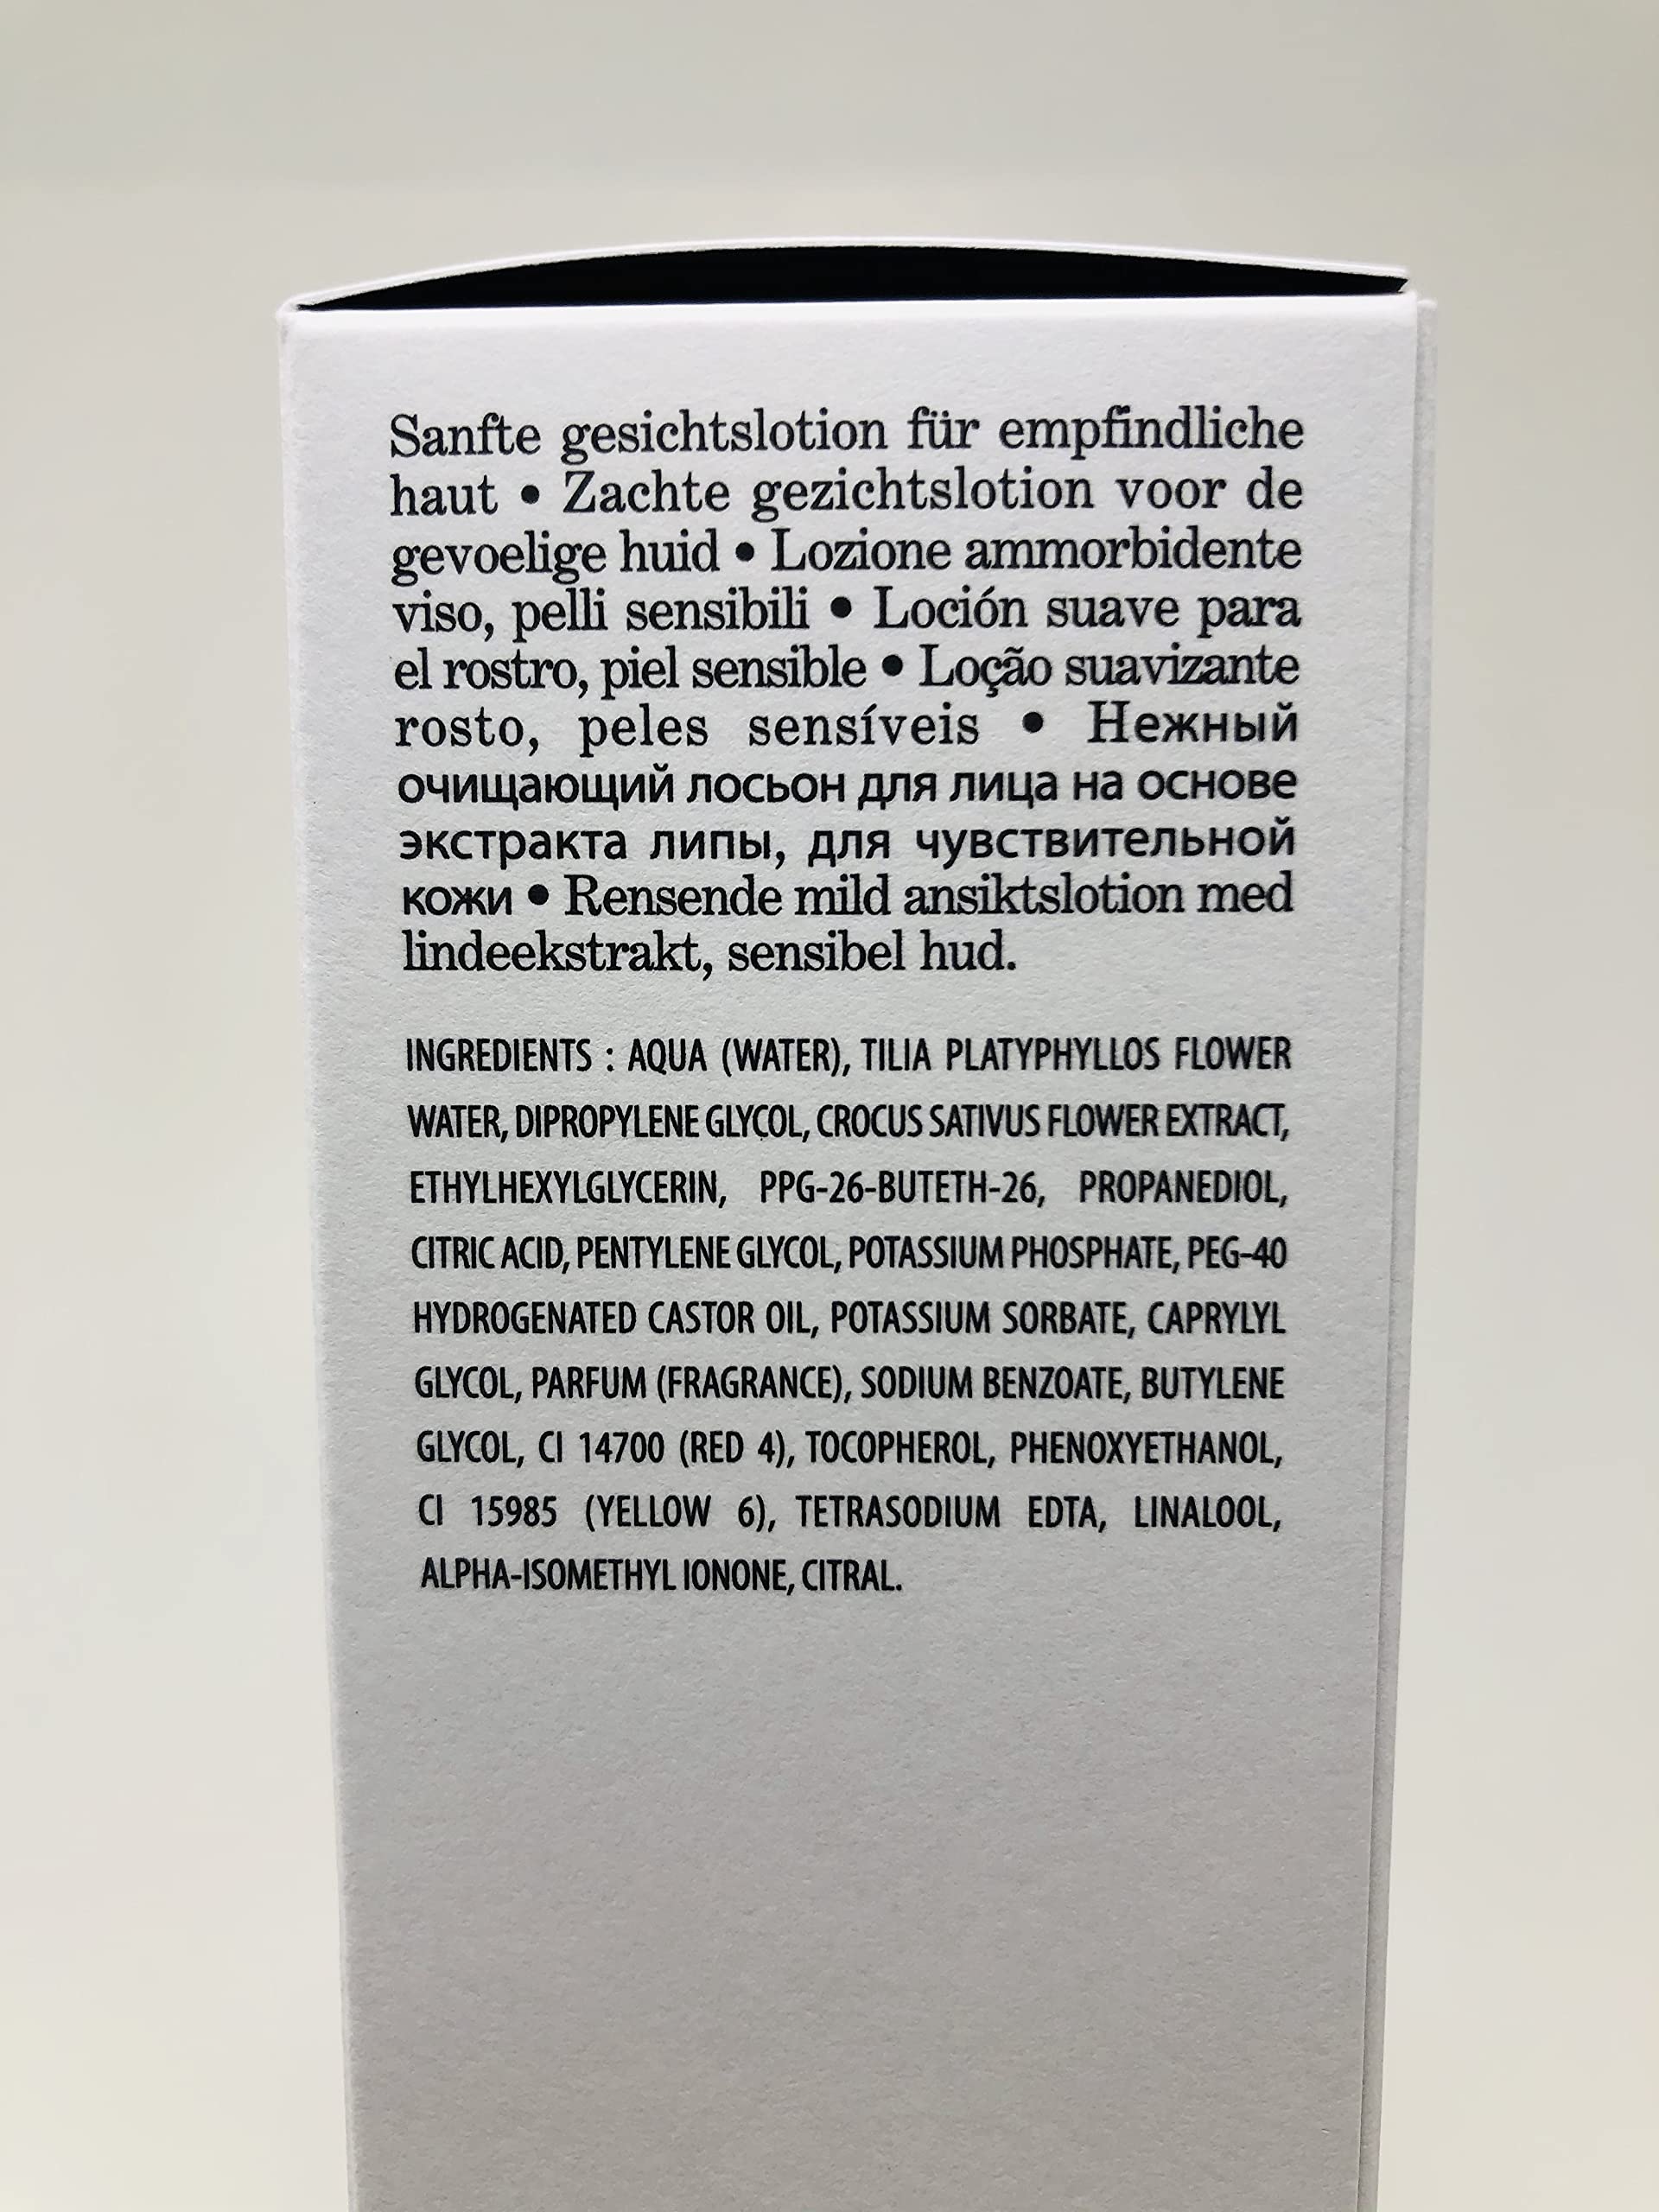 Sanfte gesichtslotion für empfindliche
haut • Zachte gezichtslotion voor de
gevoelige huid • Lozione ammorbidente
viso, pelli sensibili • Loción suave para
el rostro, piel sensible • Loção suavizante
rosto, peles sensíveis • Нежный
очищающий лосьон для лица на основе
экстракта липы, для чувствительной
кожи • Rensende mild ansiktslotion med
lindeekstrakt, sensibel hud.
INGREDIENTS : AQUA (WATER), TILIA PLATYPHYLLOS FLOWER
WATER, DIPROPYLENE GLYCOL, CROCUS SATIVUS FLOWER EXTRACT,
ETHYLHEXYLGLYCERIN, PPG-26-BUTETH-26, PROPANEDIOL,
CITRIC ACID, PENTYLENE GLYCOL, POTASSIUM PHOSPHATE, PEG-40
HYDROGENATED CASTOR OIL, POTASSIUM SORBATE, CAPRYLYL
GLYCOL, PARFUM (FRAGRANCE), SODIUM BENZOATE, BUTYLENE
GLYCOL, CI 14700 (RED 4), TOCOPHEROL, PHENOXYETHANOL,
CI 15985 (YELLOW 6), TETRASODIUM EDTA, LINALOOL,
ALPHA-ISOMETHYL IONONE, CITRAL.